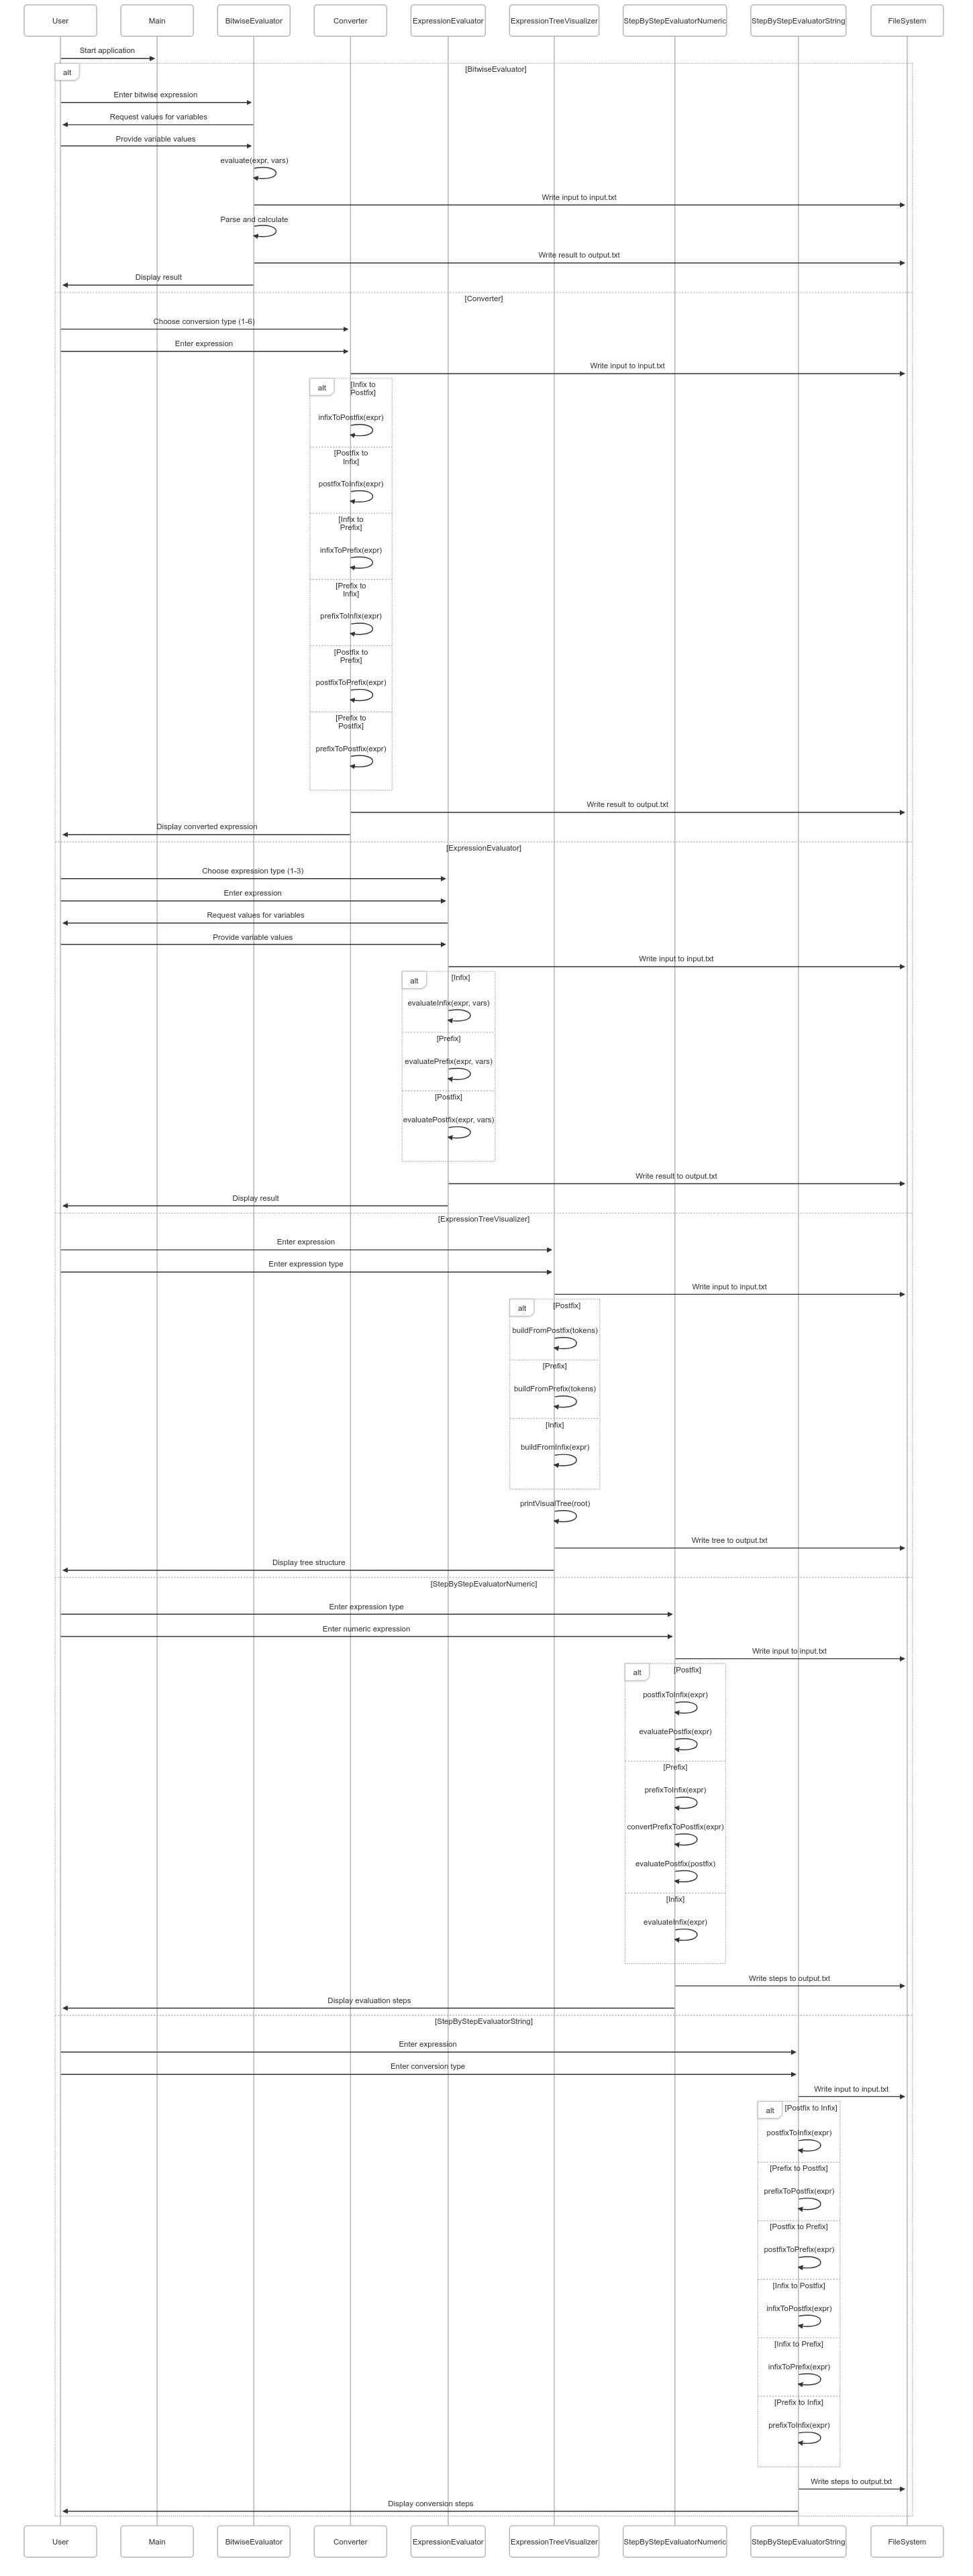 User
Main
BitwiseEvaluator
Converter
ExpressionEvaluator
ExpressionTreeVisualizer
StepByStepEvaluatorNumeric
StepByStepEvaluatorString
FileSystem
Start application
alt
[BitwiseEvaluator]
Enter bitwise expression
Request values for variables
Provide variable values
evaluate(expr, vars)
Write input to input.txt
Parse and calculate
Write result to output.txt
Display result
[Converter]
Choose conversion type (1-6)
Enter expression
Write input to input.txt
alt
[Infix to
Postfix]
infixToPostfix(expr)
[Postfix to
Infix]
postfixToInfix(expr)
[Infix to
Prefix]
infixToPrefix(expr)
[Prefix to
Infix]
prefixToInfix(expr)
[Postfix to
Prefix]
postfixToPrefix(expr)
[Prefix to
Postfix]
prefixToPostfix(expr)
Write result to output.txt
Display converted expression
[ExpressionEvaluator]
Choose expression type (1-3)
Enter expression
Request values for variables
Provide variable values
Write input to input.txt
alt
[Infix]
evaluateInfix(expr, vars)
[Prefix]
evaluatePrefix(expr, vars)
[Postfix]
evaluatePostfix(expr, vars)
Write result to output.txt
Display result
[ExpressionTreeVisualizer]
Enter expression
Enter expression type
Write input to input.txt
alt
[Postfix]
buildFromPostfix(tokens)
[Prefix]
buildFromPrefix(tokens)
[Infix]
buildFromInfix(expr)
printVisualTree(root)
Write tree to output.txt
Display tree structure
[StepByStepEvaluatorNumeric]
Enter expression type
Enter numeric expression
Write input to input.txt
alt
[Postfix]
postfixToInfix(expr)
evaluatePostfix(expr)
[Prefix]
prefixToInfix(expr)
convertPrefixToPostfix(expr)
evaluatePostfix(postfix)
[Infix]
evaluateInfix(expr)
Write steps to output.txt
Display evaluation steps
[StepByStepEvaluatorString]
Enter expression
Enter conversion type
Write input to input.txt
alt
[Postfix to Infix]
postfixToInfix(expr)
[Prefix to Postfix]
prefixToPostfix(expr)
[Postfix to Prefix]
postfixToPrefix(expr)
[Infix to Postfix]
infixToPostfix(expr)
[Infix to Prefix]
infixToPrefix(expr)
[Prefix to Infix]
prefixToInfix(expr)
Write steps to output.txt
Display conversion steps
User
Main
BitwiseEvaluator
Converter
ExpressionEvaluator
ExpressionTreeVisualizer
StepByStepEvaluatorNumeric
StepByStepEvaluatorString
FileSystem